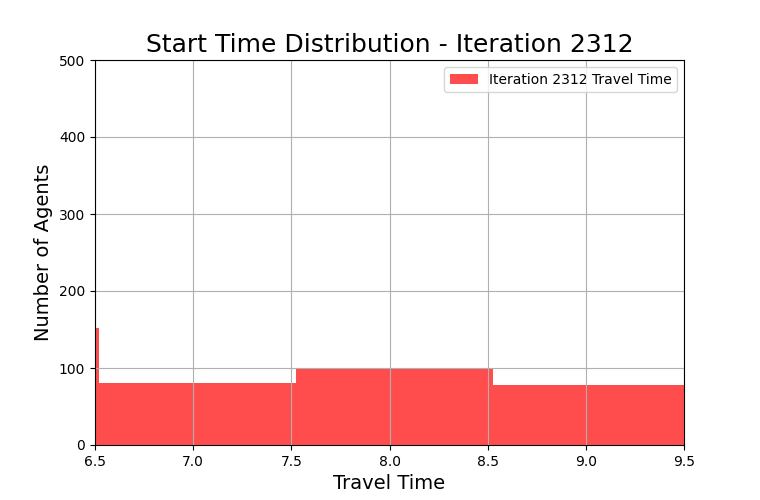 Start Time Distribution - Iteration 2312
500
400
300
200
100
0
Number of Agents
Iteration 2312 Travel Time
6.5 7.0 7.5 8.0 8.5 9.0 9.5
Travel Time